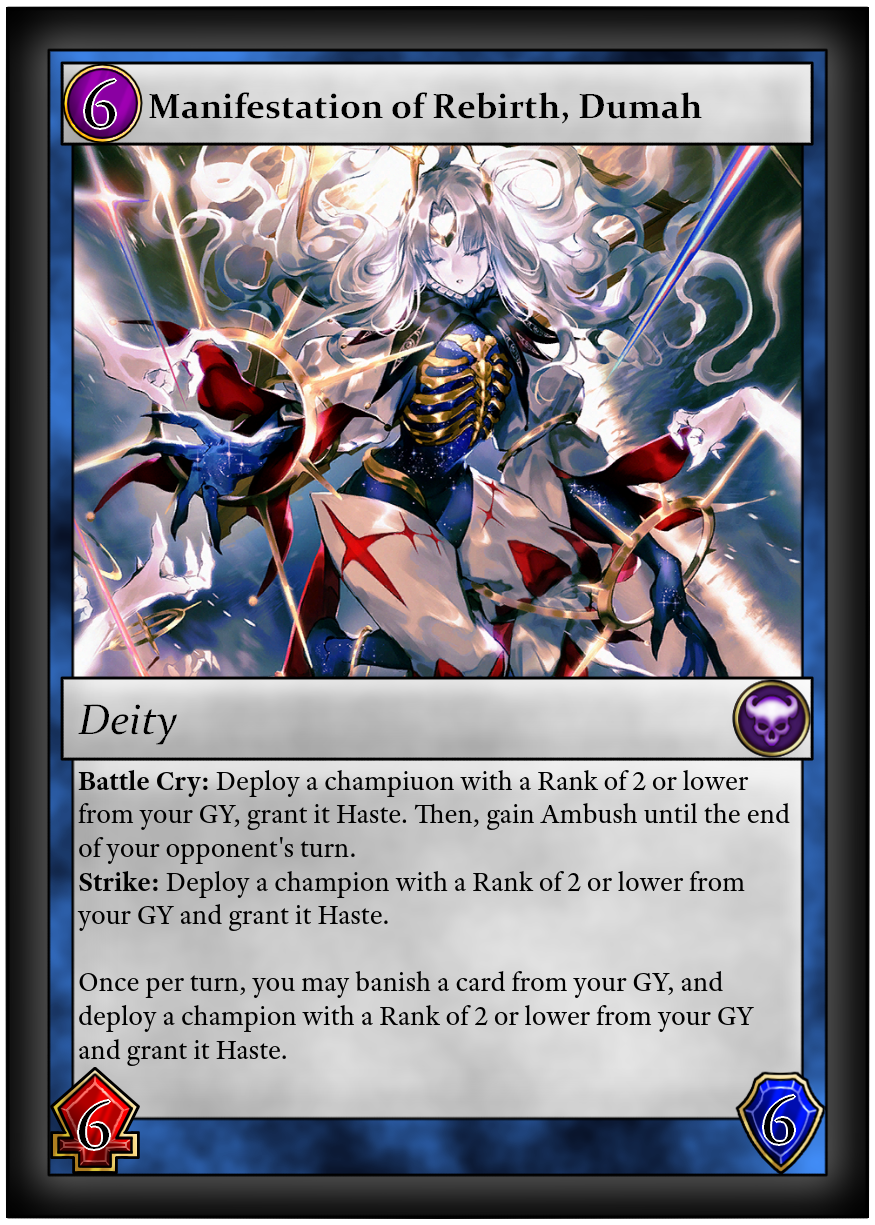 6 Manifestation of Rebirth, Dumah
Deity
Battle Cry: Deploy a champiuon with a Rank of 2 or lower
from your GY, grant it Haste. Then, gain Ambush until the end
of your opponent's turn.
Strike: Deploy a champion with a Rank of 2 or lower from
your GY and grant it Haste.
Once per turn, you may banish a card from your GY, and
deploy a champion with a Rank of 2 or lower from your GY
and grant it Haste.
6 6